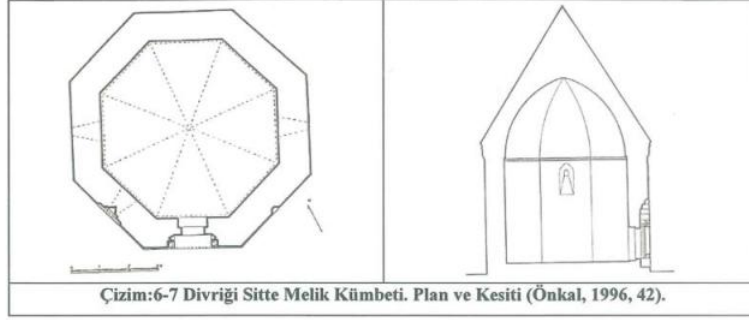 Çizim:6-7 Divriği Sitte Melik Kümbeti. Plan ve Kesiti (Önkal, 1996, 42).